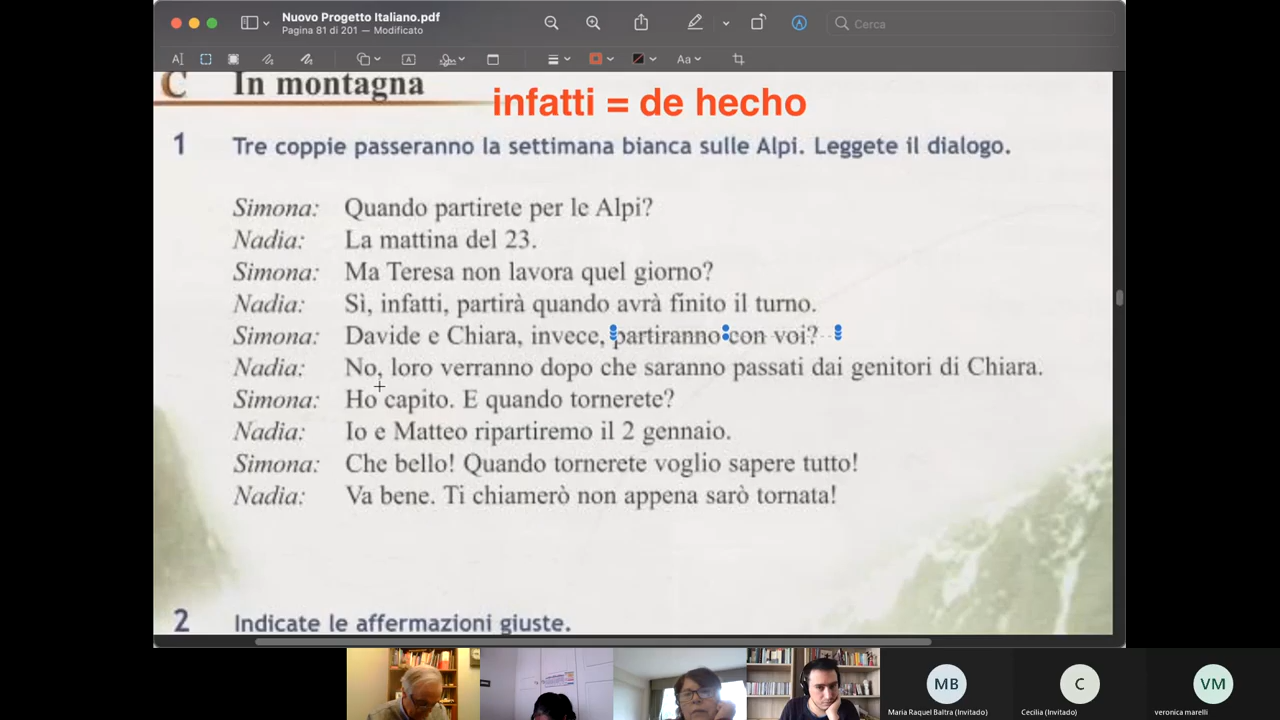 Nuovo Progetto Italiano.pdf
Pagina 81 di 201 — Modificato
Cerca
Aa
C In montagna
infatti = de hecho
1 Tre coppie passeranno la settimana bianca sulle Alpi. Leggete il dialogo.
Simona: Quando partirete per le Alpi?
Nadia: La mattina del 23.
Simona: Ma Teresa non lavora quel giorno?
Nadia: Sì, infatti, partirà quando avrà finito il turno.
Simona: Davide e Chiara, invece, partiranno con voi?
Nadia: No, loro verranno dopo che saranno passati dai genitori di Chiara.
Simona: Ho capito. E quando tornerete?
Nadia: Io e Matteo ripartiremo il 2 gennaio.
Simona: Che bello! Quando tornerete voglio sapere tutto!
Nadia: Va bene. Ti chiamerò non appena sarò tornata!
2 Indicate le affermazioni giuste.
MB C VM
Maria Raquel Baltra (Invitado) Cecilia (Invitado) veronica marelli